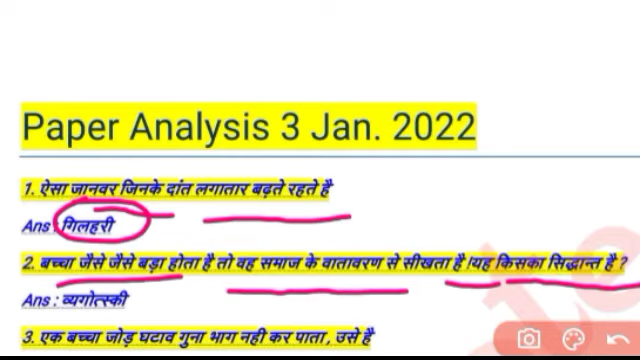 Paper Analysis 3 Jan. 2022
1. ऐसा जानवर जिनके दांत लगातार बढ़ते रहते है
Ans : गिलहरी
2. बच्चा जैसे जैसे बड़ा होता है तो वह समाज के वातावरण से सीखता है ।यह किसका सिद्धान्त है ?
Ans : व्यगोत्स्की
3. एक बच्चा जोड़ घटाव गुना भाग नही कर पाता , उसे है